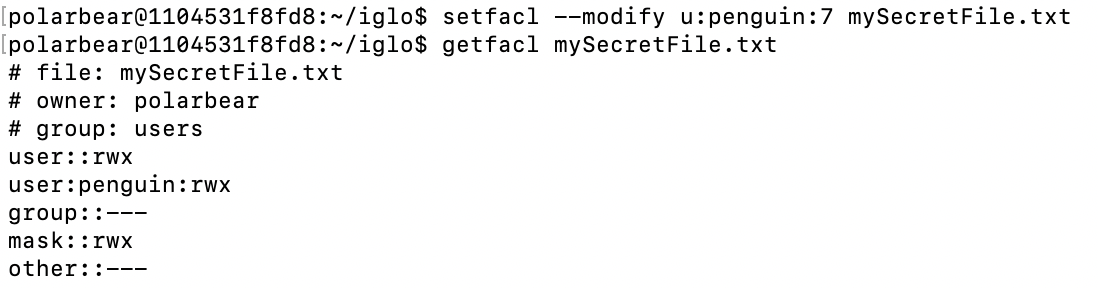 [polarbear@1104531f8fd8:~/iglo$ setfacl --modify u:penguin:7 mySecretFile.txt
[polarbear@1104531f8fd8:~/iglo$ getfacl mySecretFile.txt
# file: mySecretFile.txt
# owner: polarbear
# group: users
user::rwx
user:penguin:rwx
group::---
mask::rwx
other::---